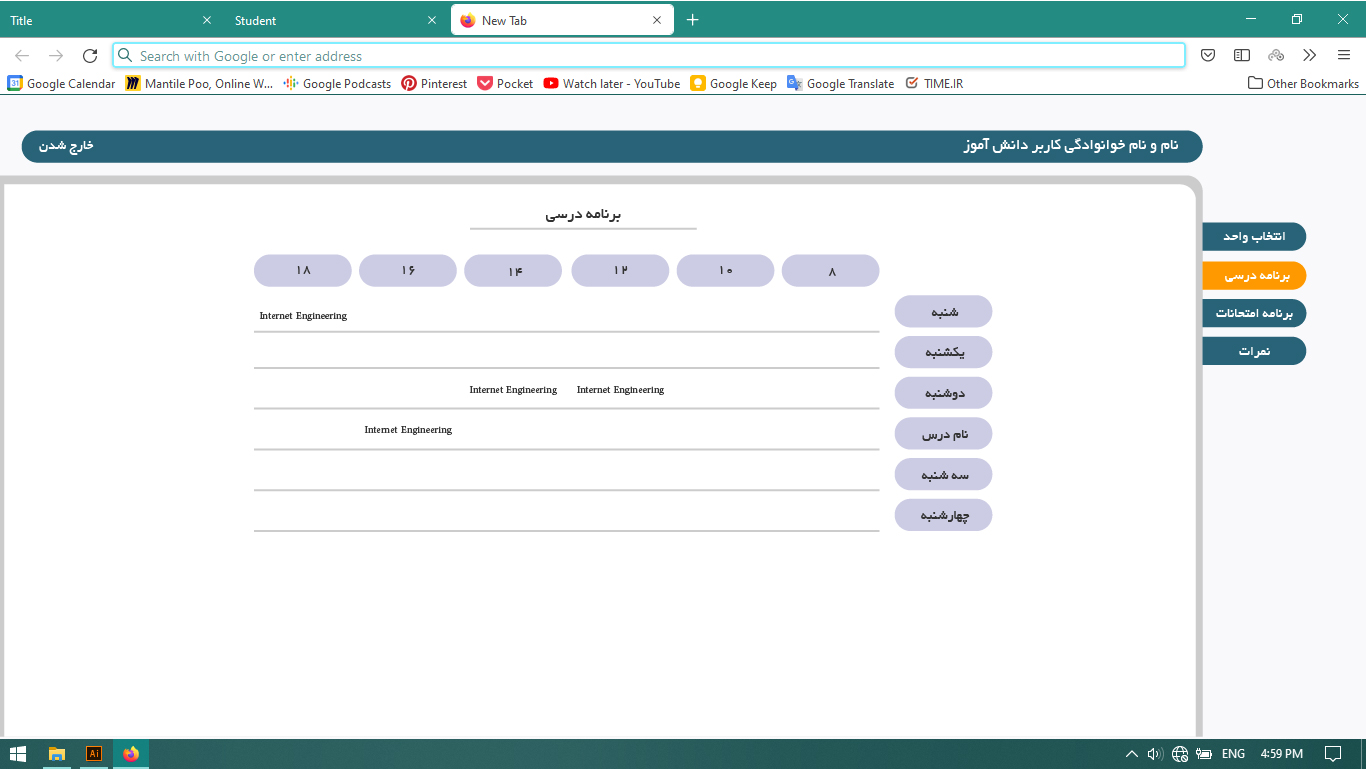 Title
Student
New Tab
Search with Google or enter address
Google Calendar
Mantile Poo, Online W...
Google Podcasts
Pinterest
Pocket
Watch later - YouTube
Google Keep
Google Translate
TIME.IR
Other Bookmarks
نام و نام خوانوادگی کاربر دانش آموز
خارج شدن
انتخاب واحد
برنامه درسی
برنامه امتحانات
نمرات
برنامه درسی
۸ ۱۰ ۱۲ ۱۴ ۱۶ ۱۸
شنبه
Internet Engineering
یکشنبه
دوشنبه
Internet Engineering Internet Engineering
نام درس
Internet Engineering
سه شنبه
چهارشنبه
Ai
ENG
4:59 PM